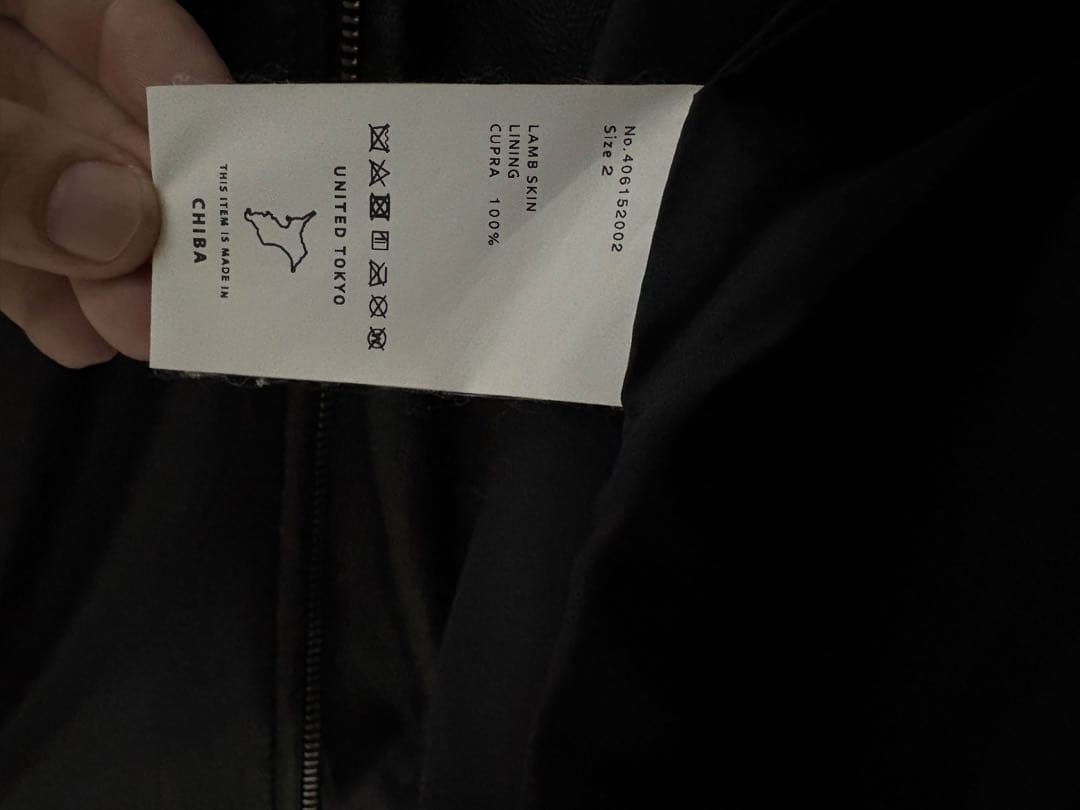 No.406152002
Size 2
LAMB SKIN
LINING
CUPRA 100%
UNITED TOKYO
THIS ITEM IS MADE IN
CHIBA